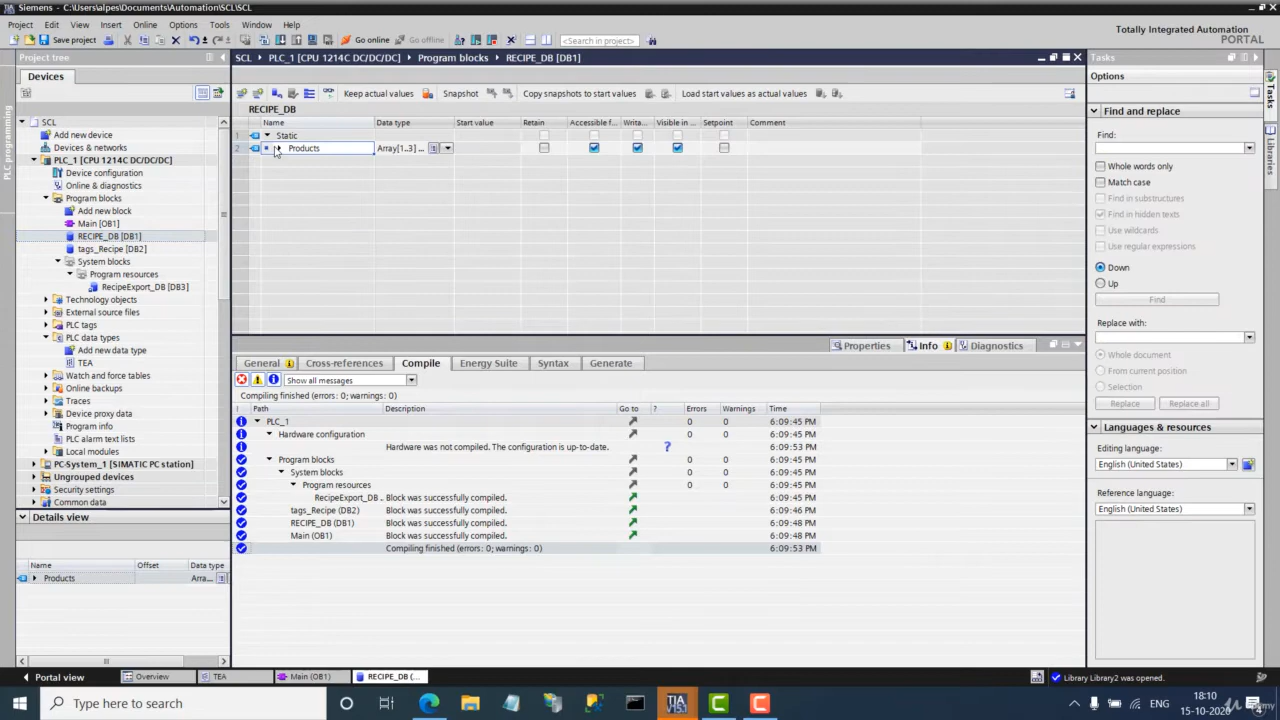 Siemens - C:\Users\alpes\Documents\Automation\SCL\SCL
Project Edit View Insert Online Options Tools Window Help
Totally Integrated Automation
PORTAL
Save project Go online Go offline <Search in project>
Project tree
SCL PLC_1 [CPU 1214C DC/DC/DC] Program blocks RECIPE_DB [DB1]
Tasks
Devices
Options
Keep actual values Snapshot Copy snapshots to start values Load start values as actual values
RECIPE_DB
Name Data type Start value Retain Accessible f... Writa... Visible in ... Setpoint Comment
1 Static
2 Products Array[1..3] ...
SCL
Add new device
Devices & networks
PLC_1 [CPU 1214C DC/DC/DC]
Device configuration
Online & diagnostics
Program blocks
Add new block
Main [OB1]
RECIPE_DB [DB1]
tags_Recipe [DB2]
System blocks
Program resources
RecipeExport_DB [DB3]
Technology objects
External source files
PLC tags
PLC data types
Add new data type
TEA
Watch and force tables
Online backups
Traces
Device proxy data
Program info
PLC alarm text lists
Local modules
PC-System_1 [SIMATIC PC station]
Ungrouped devices
Security settings
Common data
PLC programming
Details view
Name Offset Data type
Products Arra...
Properties Info Diagnostics
General Cross-references Compile Energy Suite Syntax Generate
Show all messages
Compiling finished (errors: 0; warnings: 0)
! Path Description Go to ? Errors Warnings Time
PLC_1 0 0 6:09:45 PM
Hardware configuration 0 0 6:09:45 PM
Hardware was not compiled. The configuration is up-to-date. ? 6:09:53 PM
Program blocks 0 0 6:09:45 PM
System blocks 0 0 6:09:45 PM
Program resources 0 0 6:09:45 PM
RecipeExport_DB ... Block was successfully compiled. 6:09:45 PM
tags_Recipe (DB2) Block was successfully compiled. 6:09:46 PM
RECIPE_DB (DB1) Block was successfully compiled. 6:09:48 PM
Main (OB1) Block was successfully compiled. 6:09:48 PM
Compiling finished (errors: 0; warnings: 0) 6:09:53 PM
Find and replace
Find:
Whole words only
Match case
Find in substructures
Find in hidden texts
Use wildcards
Use regular expressions
Down
Up
Find
Replace with:
Whole document
From current position
Selection
Replace Replace all
Languages & resources
Editing language:
English (United States)
Reference language:
English (United States)
Tasks
Libraries
Portal view Overview TEA Main (OB1) RECIPE_DB (... Library Library2 was opened.
Type here to search
ENG
18:10
15-10-2020